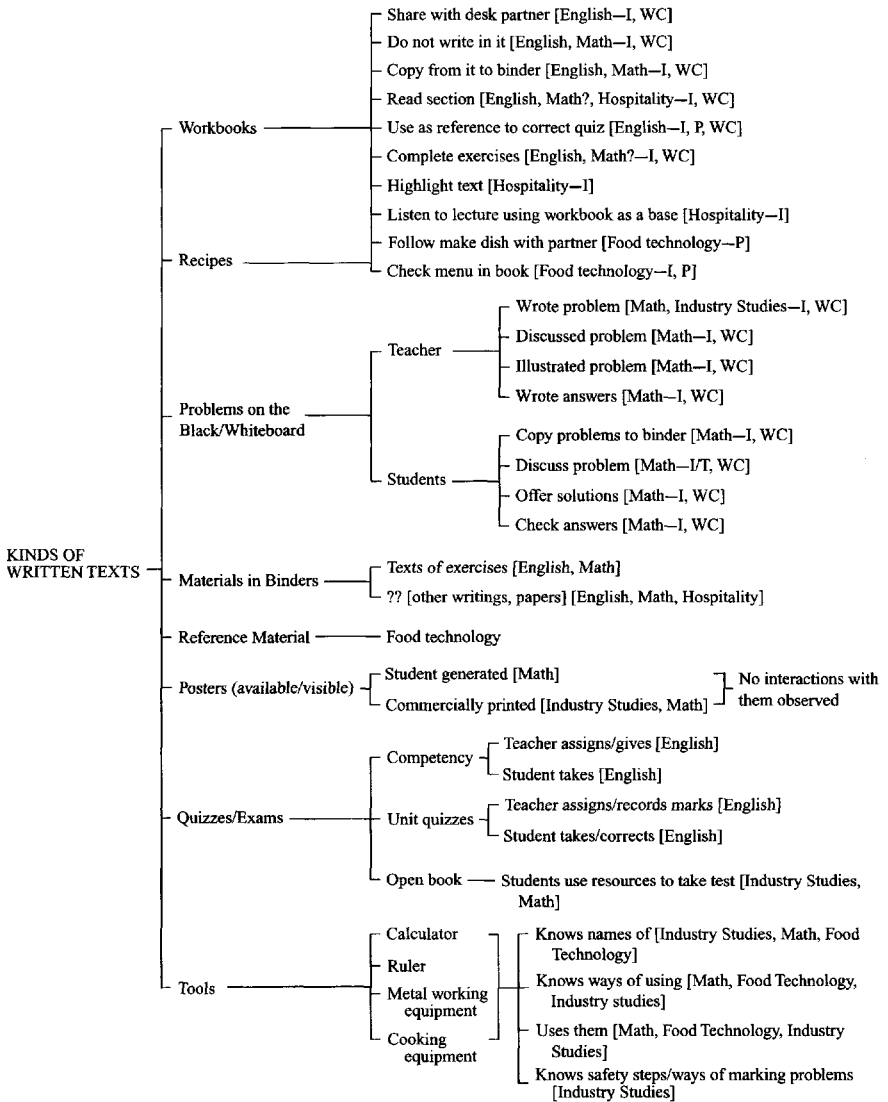 Share with desk partner [English—I, WC]
Do not write in it [English, Math—I, WC]
Copy from it to binder [English, Math—I, WC]
Read section [English, Math?, Hospitality—I, WC]
Workbooks
Use as reference to correct quiz [English—I, P, WC]
Complete exercises [English, Math?—I, WC]
Highlight text [Hospitality—I]
Listen to lecture using workbook as a base [Hospitality—I]
Recipes
Follow make dish with partner [Food technology—P]
Check menu in book [Food technology—I, P]
Problems on the
Black/Whiteboard
Teacher
Wrote problem [Math, Industry Studies—I, WC]
Discussed problem [Math—I, WC]
Illustrated problem [Math—I, WC]
Wrote answers [Math—I, WC]
Students
Copy problems to binder [Math—I, WC]
Discuss problem [Math—I/T, WC]
Offer solutions [Math—I, WC]
Check answers [Math—I, WC]
KINDS OF
WRITTEN TEXTS
Materials in Binders
Texts of exercises [English, Math]
?? [other writings, papers] [English, Math, Hospitality]
Reference Material
Food technology
Posters (available/visible)
Student generated [Math]
Commercially printed [Industry Studies, Math]
No interactions with
them observed
Quizzes/Exams
Competency
Teacher assigns/gives [English]
Student takes [English]
Unit quizzes
Teacher assigns/records marks [English]
Student takes/corrects [English]
Open book
Students use resources to take test [Industry Studies,
Math]
Tools
Calculator
Ruler
Metal working
equipment
Cooking
equipment
Knows names of [Industry Studies, Math, Food
Technology]
Knows ways of using [Math, Food Technology,
Industry studies]
Uses them [Math, Food Technology, Industry
Studies]
Knows safety steps/ways of marking problems
[Industry Studies]